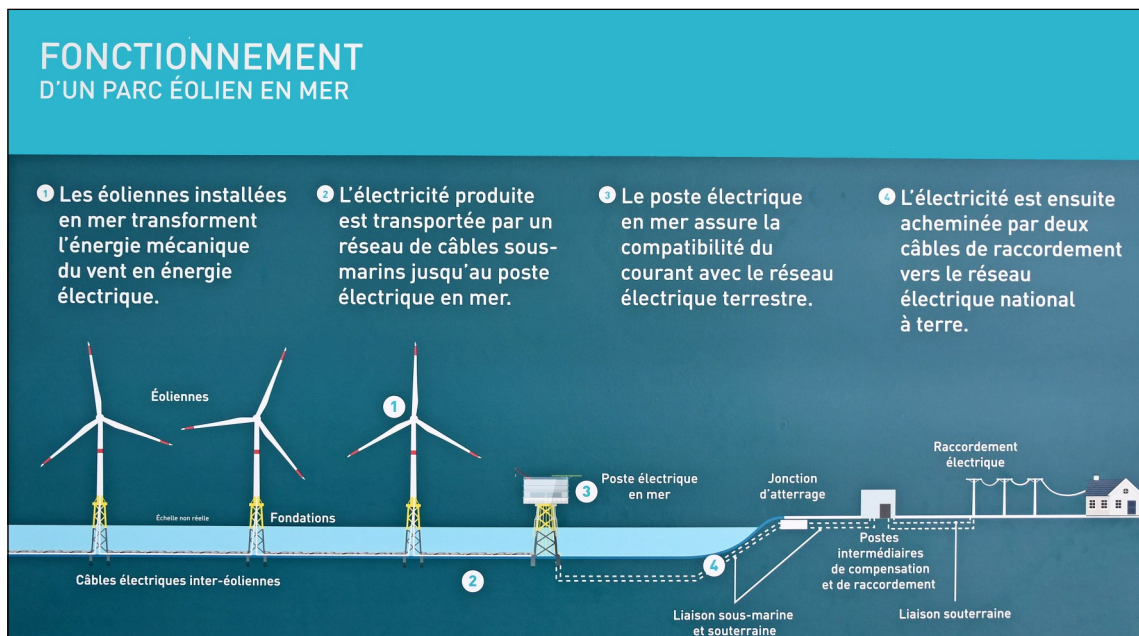 FONCTIONNEMENT
D'UN PARC ÉOLIEN EN MER
1 Les éoliennes installées
en mer transforment
l'énergie mécanique
du vent en énergie
électrique.
2 L'électricité produite
est transportée par un
réseau de câbles sous-
marins jusqu'au poste
électrique en mer.
3 Le poste électrique
en mer assure la
compatibilité du
courant avec le réseau
électrique terrestre.
4 L'électricité est ensuite
acheminée par deux
câbles de raccordement
vers le réseau
électrique national
à terre.
Éoliennes
1
Raccordement
électrique
3
Poste électrique
en mer
Jonction
d'atterrage
Échelle non réelle
Fondations
Câbles électriques inter-éoliennes
2
4
Postes
intermédiaires
de compensation
et de raccordement
Liaison sous-marine
et souterraine
Liaison souterraine